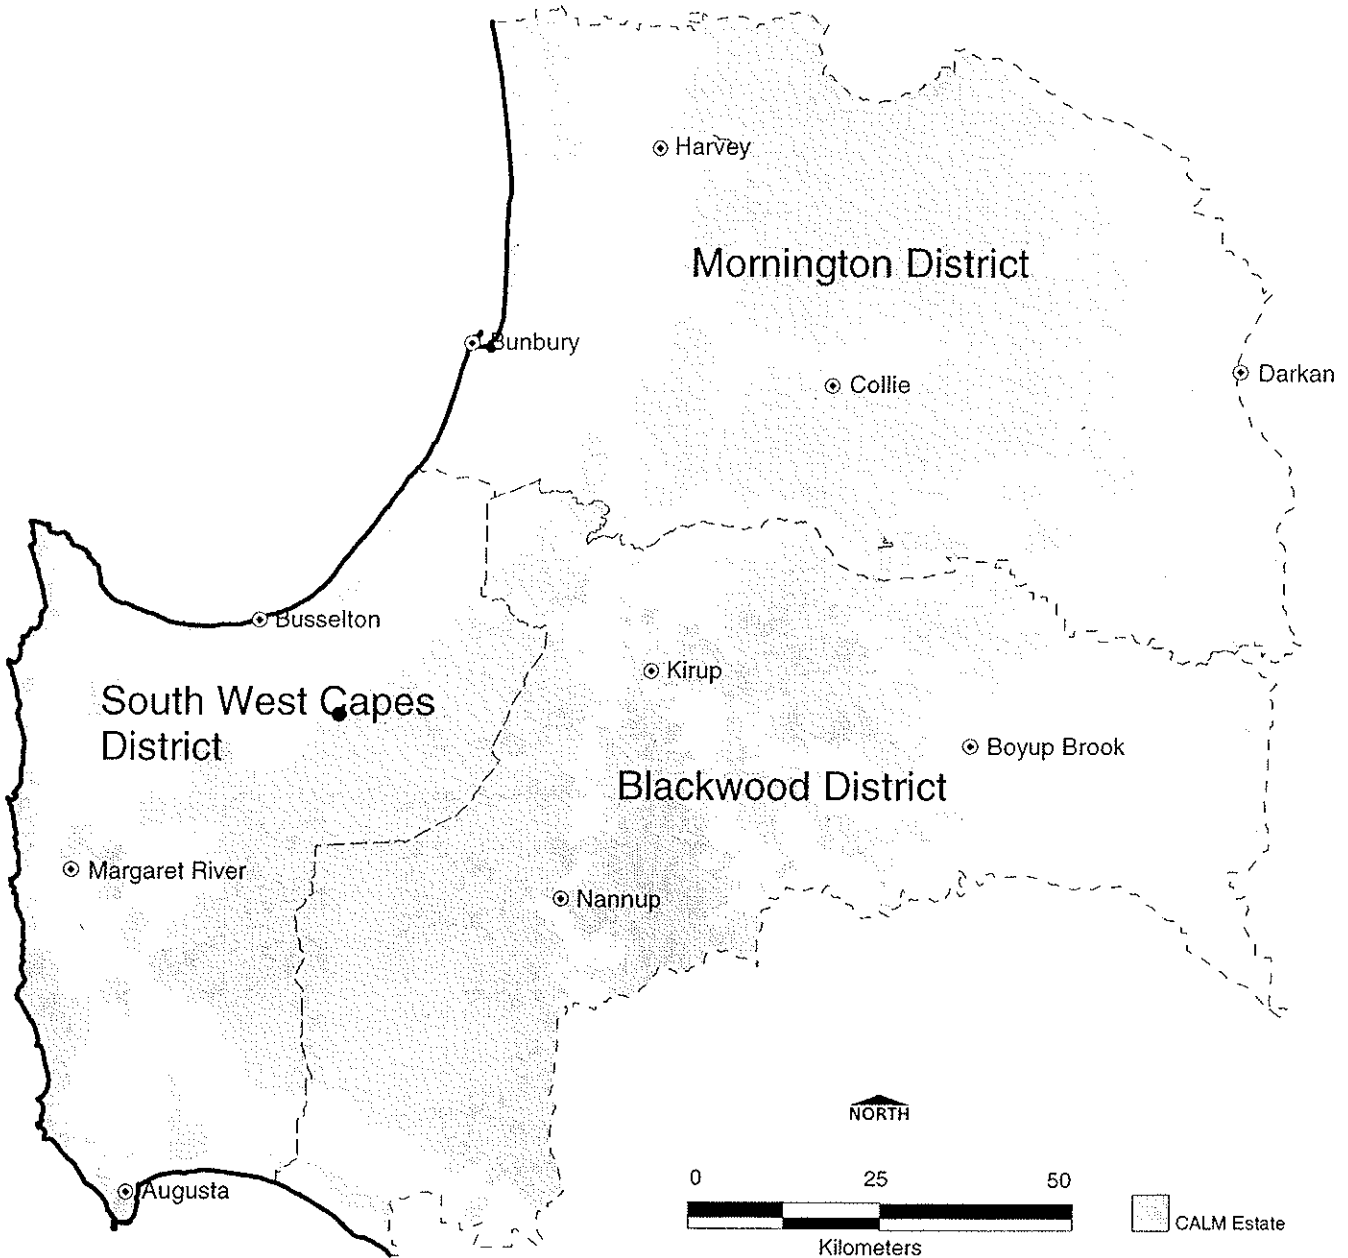 Harvey
Mornington District
Bunbury
Collie
Darkan
Busselton
Kirup
South West Capes
District
Boyup Brook
Blackwood District
Margaret River
Nannup
NORTH
0 25 50
Augusta
CALM Estate
Kilometers